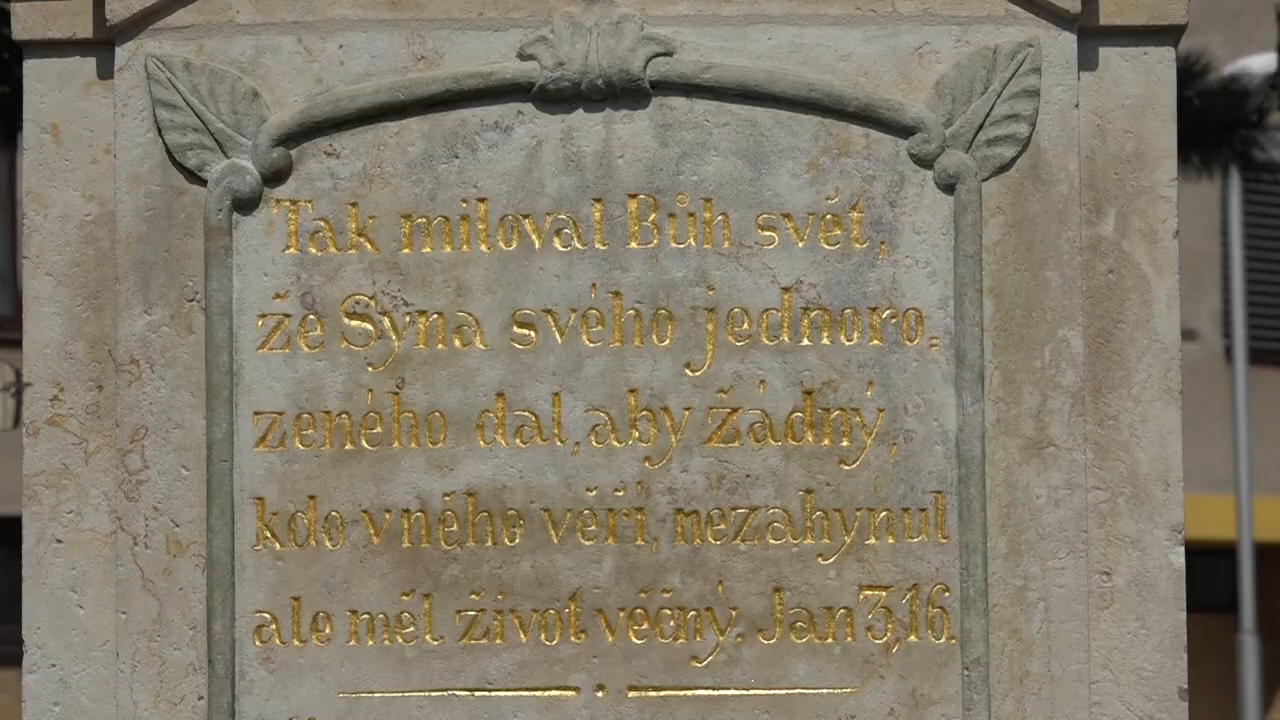 Tak miloval Bůh svět,
že Syna svého jednoro-
zeného dal, aby žádný,
kdo v něho věří, nezahynul
ale měl život věčný. Jan 3,16.